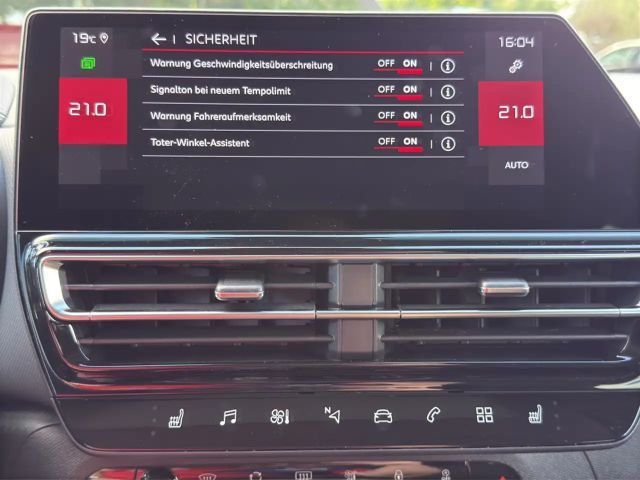 19°C
SICHERHEIT
16:04
Warnung Geschwindigkeitsüberschreitung OFF ON
Signalton bei neuem Tempolimit OFF ON
Warnung Fahreraufmerksamkeit OFF ON
Toter-Winkel-Assistent OFF ON
21.0
21.0
AUTO
N